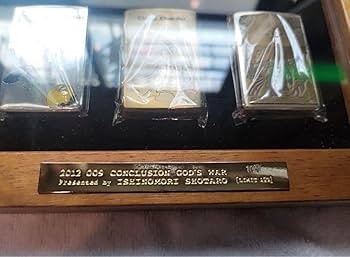 2012 009 CONCLUSION GOD'S WAR
Presented by ISHINOMORI SHOTARO